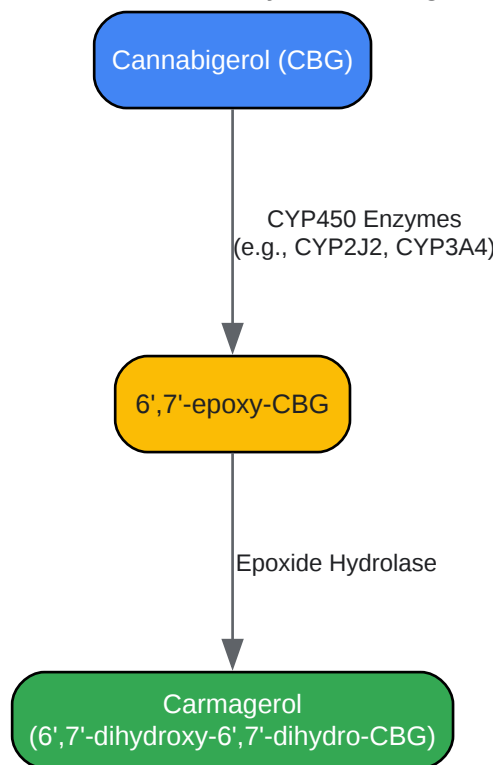 Cannabigerol (CBG)
CYP450 Enzymes
(e.g., CYP2J2, CYP3A4)
6',7'-epoxy-CBG
Epoxide Hydrolase
Carmagerol
(6',7'-dihydroxy-6',7'-dihydro-CBG)